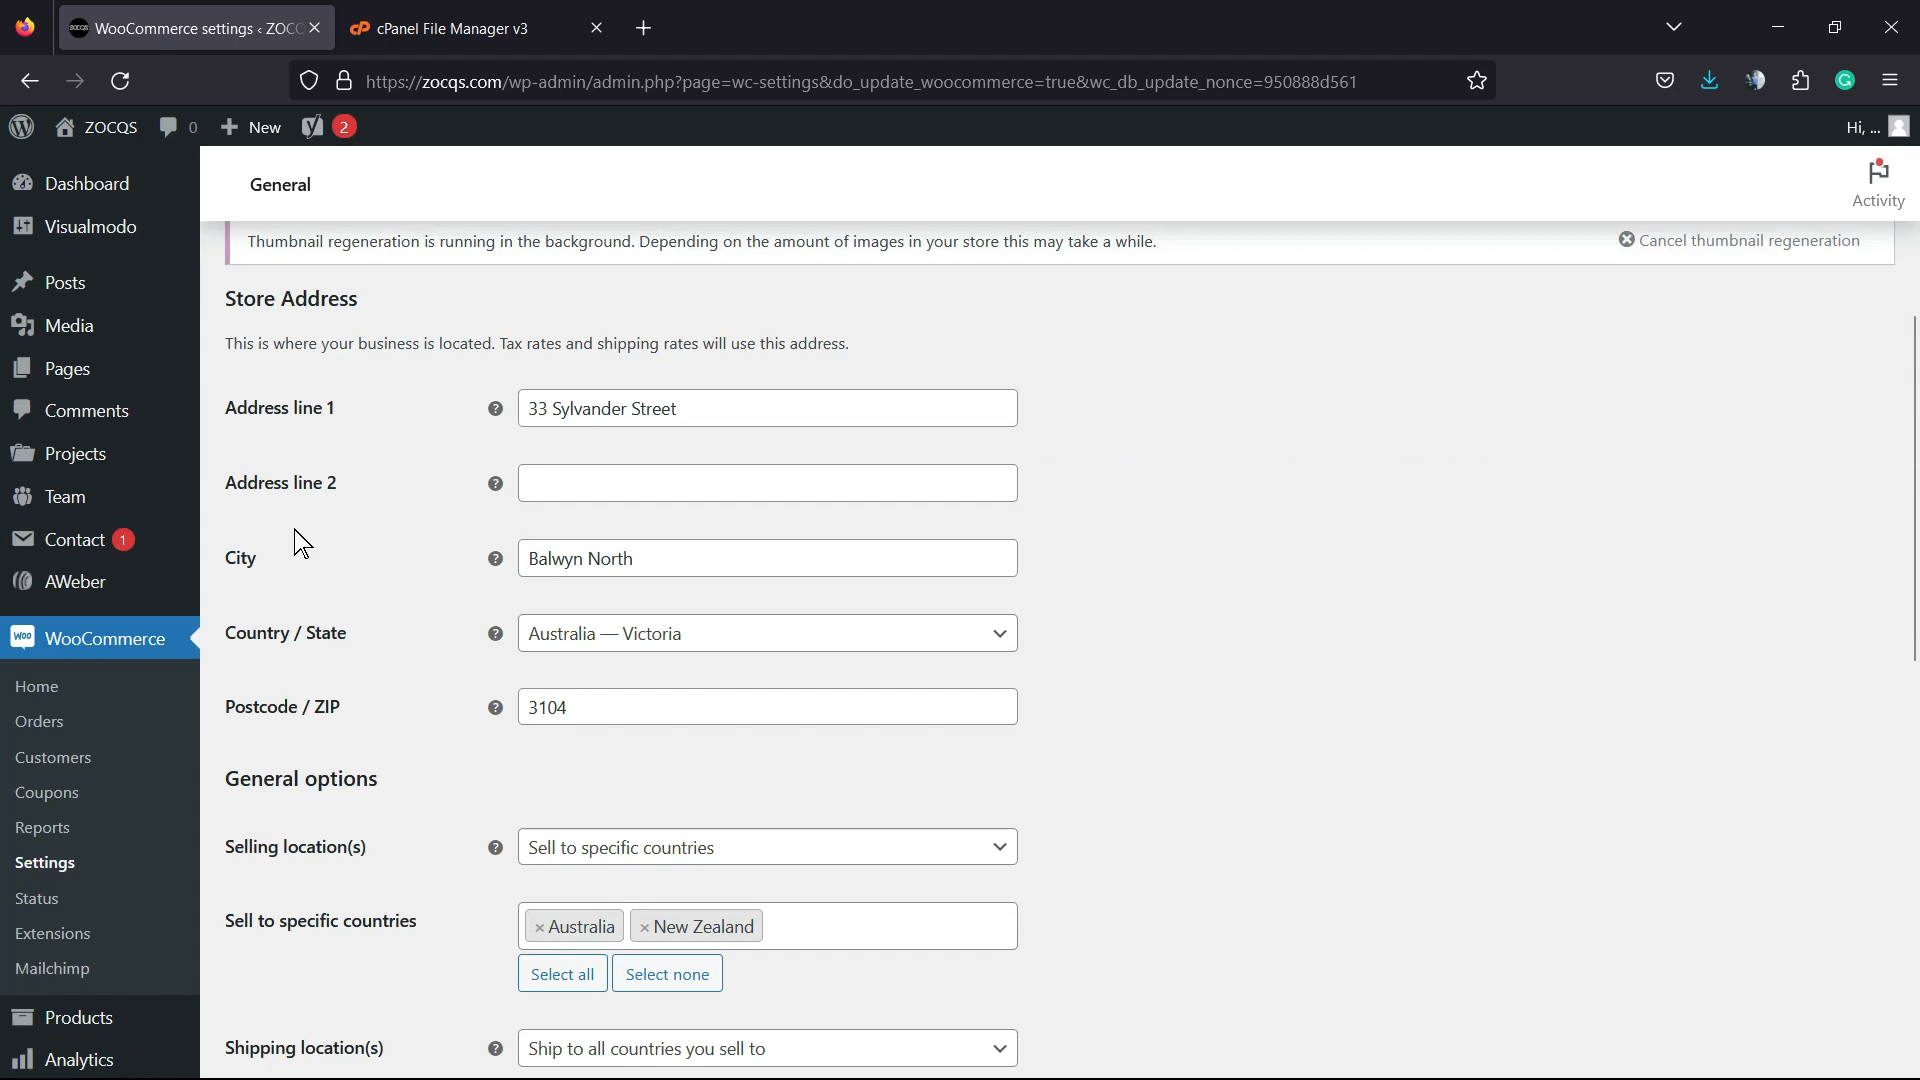 WooCommerce settings ‹ ZOCC
cPanel File Manager v3
https://zocqs.com/wp-admin/admin.php?page=wc-settings&do_update_woocommerce=true&wc_db_update_nonce=950888d561
ZOCQS
0
New
2
Hi, ...
Dashboard
Visualmodo
Posts
Media
Pages
Comments
Projects
Team
Contact 1
AWeber
WooCommerce
Home
Orders
Customers
Coupons
Reports
Settings
Status
Extensions
Mailchimp
Products
Analytics
General
Activity
Thumbnail regeneration is running in the background. Depending on the amount of images in your store this may take a while.
Cancel thumbnail regeneration
Store Address
This is where your business is located. Tax rates and shipping rates will use this address.
Address line 1
33 Sylvander Street
Address line 2
City
Balwyn North
Country / State
Australia — Victoria
Postcode / ZIP
3104
General options
Selling location(s)
Sell to specific countries
Sell to specific countries
× Australia
× New Zealand
Select all
Select none
Shipping location(s)
Ship to all countries you sell to